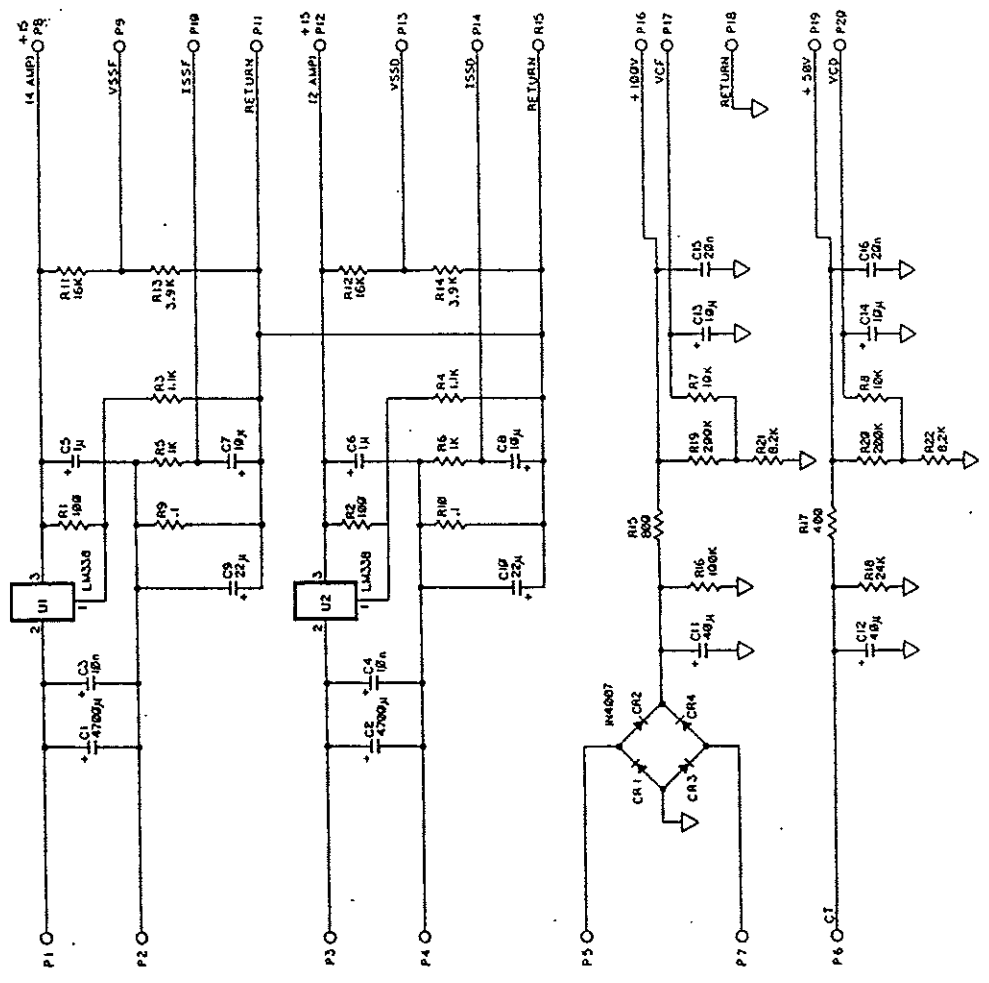 +15
P8
(4 AMP)
P9
VSSF
P10
ISSF
P11
RETURN
R11
16K
R13
3.9K
R3
1.1K
C5
1µ
R5
1K
C7
10µ
R1
100
R9
.1
C9
22µ
LM338
U1
3
2
1
C3
10n
C1
4700µ
P1
P2
+15
P12
(2 AMP)
P13
VSSD
P14
ISSD
R15
RETURN
R12
16K
R14
3.9K
R4
1.1K
C6
1µ
R6
1K
C8
10µ
R2
100
R10
.1
C10
22µ
LM338
U2
3
2
1
C4
10n
C2
4700µ
P3
P4
P16
+100V
P17
VCF
P18
RETURN
C15
20n
C13
10µ
R7
10K
R19
200K
R21
8.2K
R15
800
R16
100K
C11
40µ
IN4007
CR2
CR4
CR1
CR3
P5
P7
P19
+50V
P20
VCD
C16
20n
C14
10µ
R8
10K
R20
200K
R22
8.2K
R17
400
R18
24K
C12
40µ
CT
P6